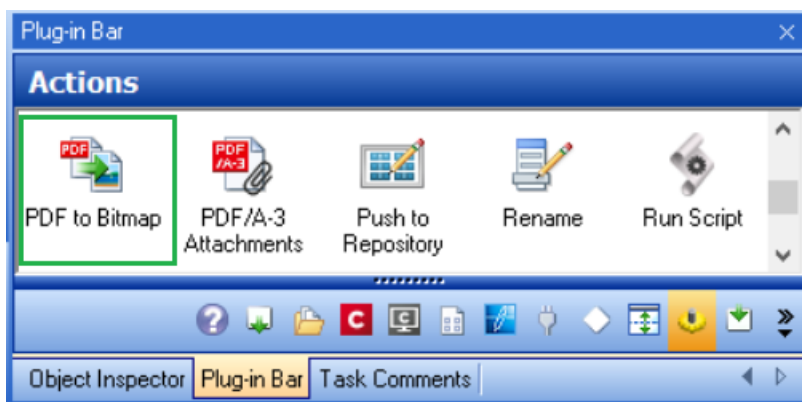 Plug-in Bar
Actions
PDF
PDF
/A-3
PDF to Bitmap
PDF/A-3
Attachments
Push to
Repository
Rename
Run Script
C
C
Object Inspector
Plug-in Bar
Task Comments